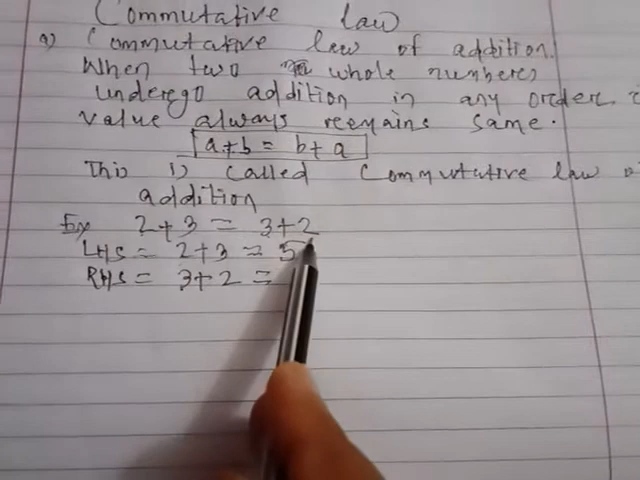 Commutative law
a) Commutative law of addition.
When two whole numbers
undergo addition in any order,
value always remains same.
a+b = b+a
This is called Commutative law
addition
Ex 2+3 = 3+2
LHS = 2+3 = 5
RHS = 3+2 =